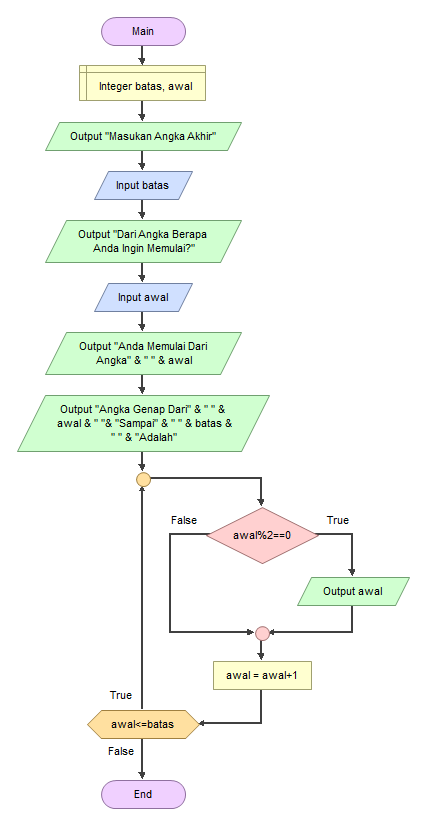 Main
Integer batas, awal
Output "Masukan Angka Akhir"
Input batas
Output "Dari Angka Berapa
Anda Ingin Memulai?"
Input awal
Output "Anda Memulai Dari
Angka" & " " & awal
Output "Angka Genap Dari" & " " &
awal & " "& "Sampai" & " " & batas &
" " & "Adalah"
False
True
awal%2==0
Output awal
awal = awal+1
True
awal<=batas
False
End